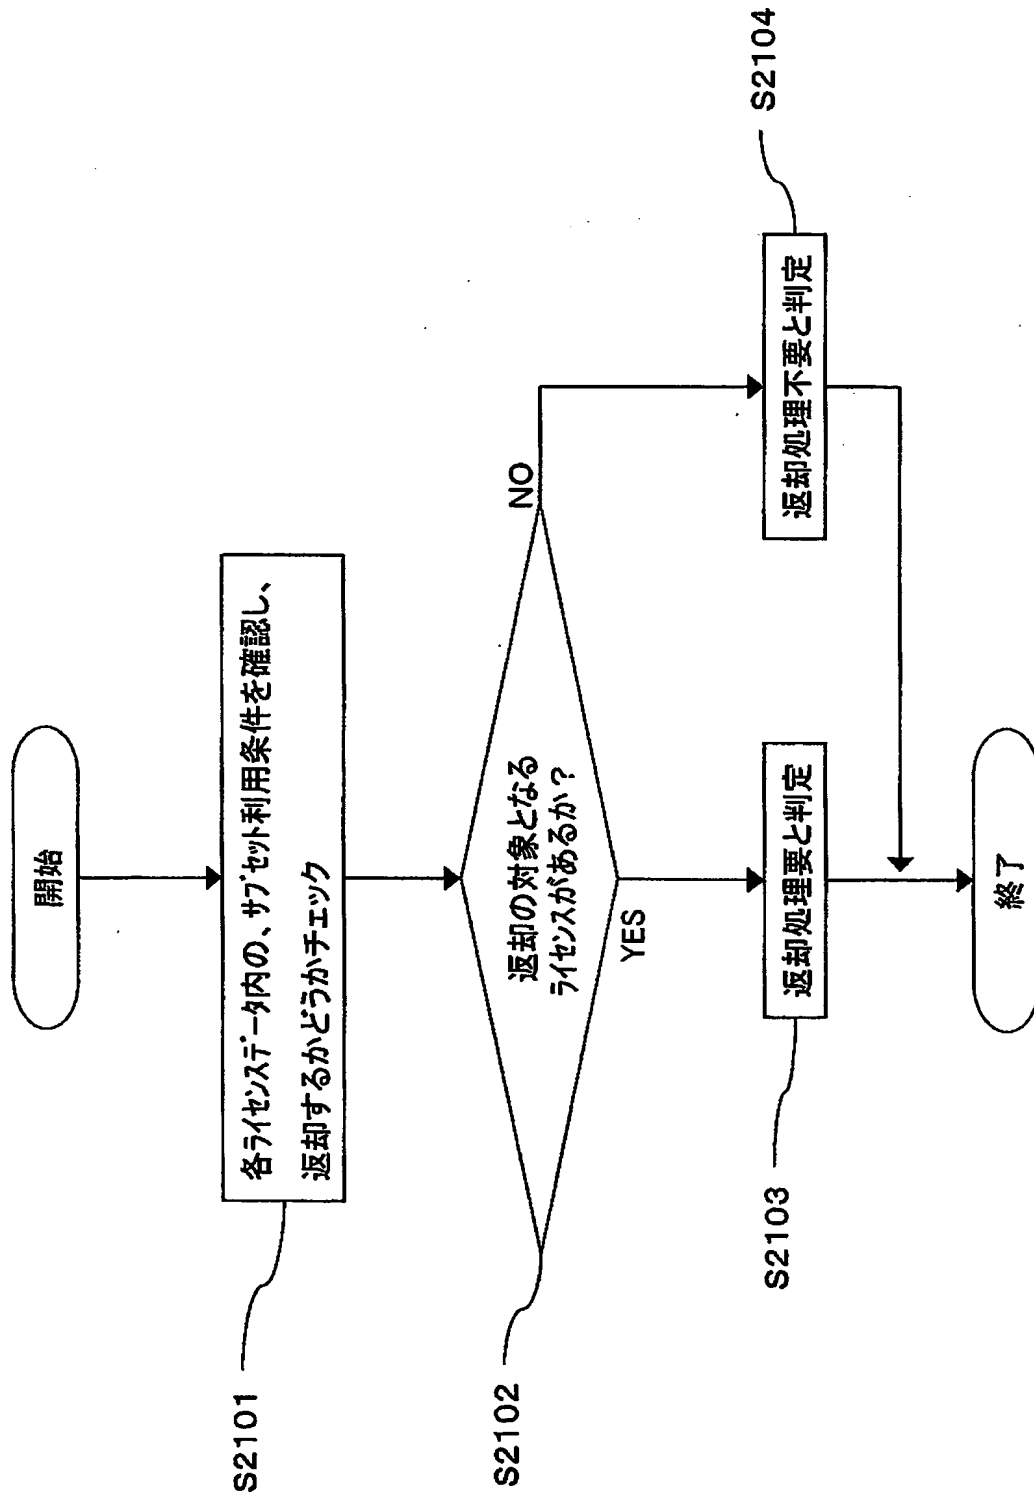 開始
S2101
各ライセンスデータ内の、サブセット利用条件を確認し、
返却するかどうかチェック
S2102
返却の対象となる
ライセンスがあるか？
NO
YES
S2103
返却処理要と判定
返却処理不要と判定
S2104
終了